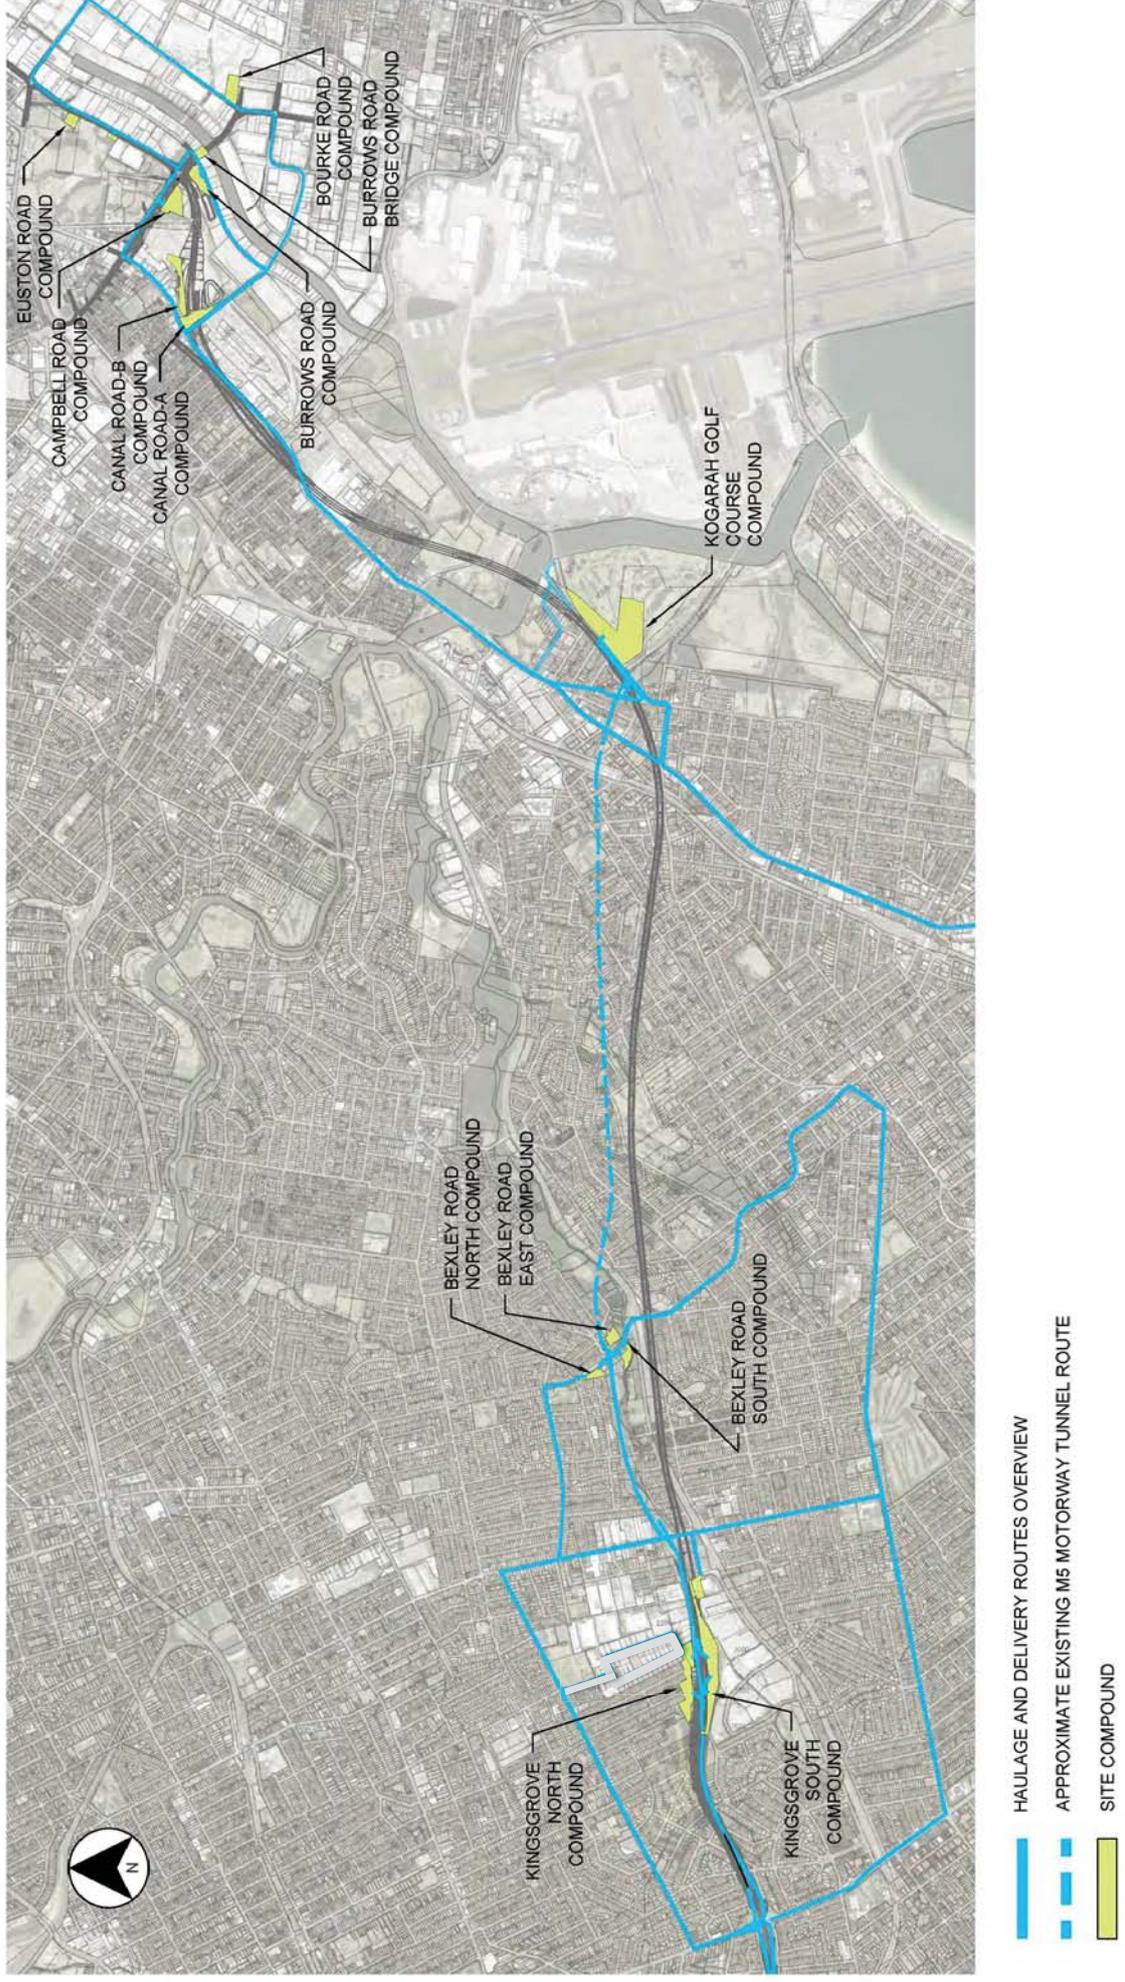 EUSTON ROAD
COMPOUND
CAMPBELL ROAD
COMPOUND
CANAL ROAD-B
COMPOUND
CANAL ROAD-A
COMPOUND
BOURKE ROAD
COMPOUND
BURROWS ROAD
BRIDGE COMPOUND
BURROWS ROAD
COMPOUND
KOGARAH GOLF
COURSE
COMPOUND
BEXLEY ROAD
NORTH COMPOUND
BEXLEY ROAD
EAST COMPOUND
BEXLEY ROAD
SOUTH COMPOUND
KINGSGROVE
NORTH
COMPOUND
KINGSGROVE
SOUTH
COMPOUND
N
HAULAGE AND DELIVERY ROUTES OVERVIEW
APPROXIMATE EXISTING M5 MOTORWAY TUNNEL ROUTE
SITE COMPOUND